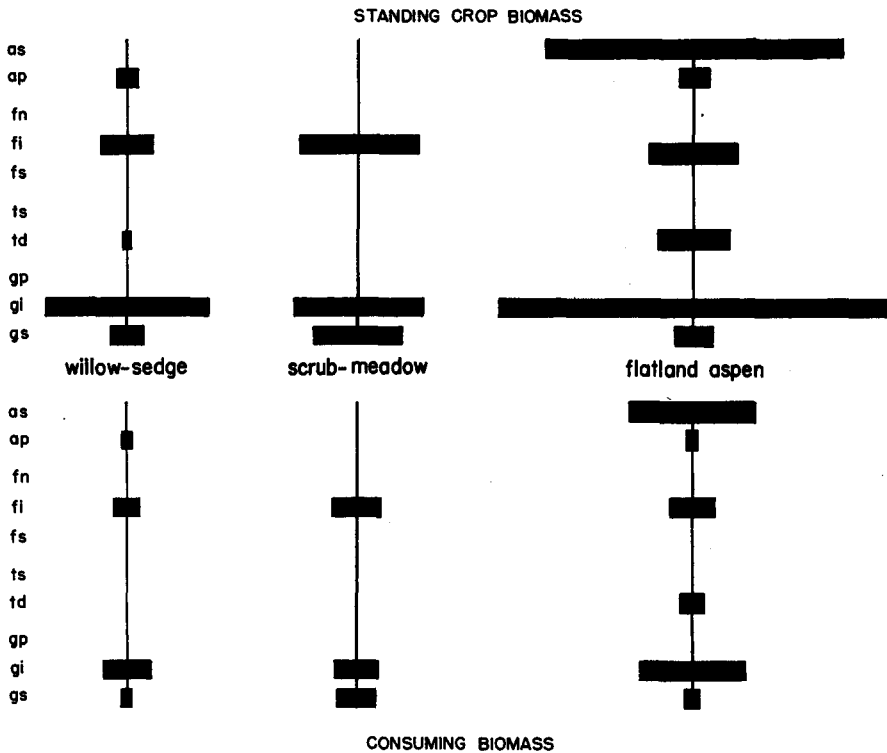 STANDING CROP BIOMASS
as
ap
fn
fi
fs
ts
td
gp
gi
gs
willow-sedge scrub-meadow flatland aspen
as
ap
fn
fi
fs
ts
td
gp
gi
gs
CONSUMING BIOMASS